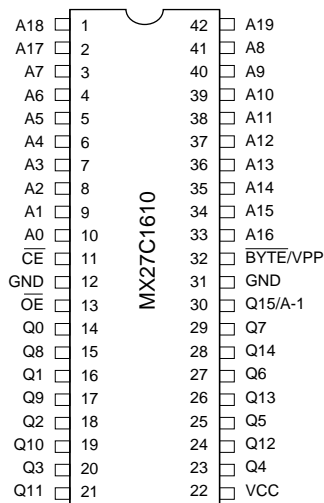 A18 1 42 A19
A17 2 41 A8
A7 3 40 A9
A6 4 39 A10
A5 5 38 A11
A4 6 37 A12
A3 7 36 A13
A2 8 35 A14
A1 9 34 A15
A0 10 33 A16
CE 11 32 BYTE/VPP
GND 12 31 GND
OE 13 30 Q15/A-1
Q0 14 29 Q7
Q8 15 28 Q14
Q1 16 27 Q6
Q9 17 26 Q13
Q2 18 25 Q5
Q10 19 24 Q12
Q3 20 23 Q4
Q11 21 22 VCC
MX27C1610